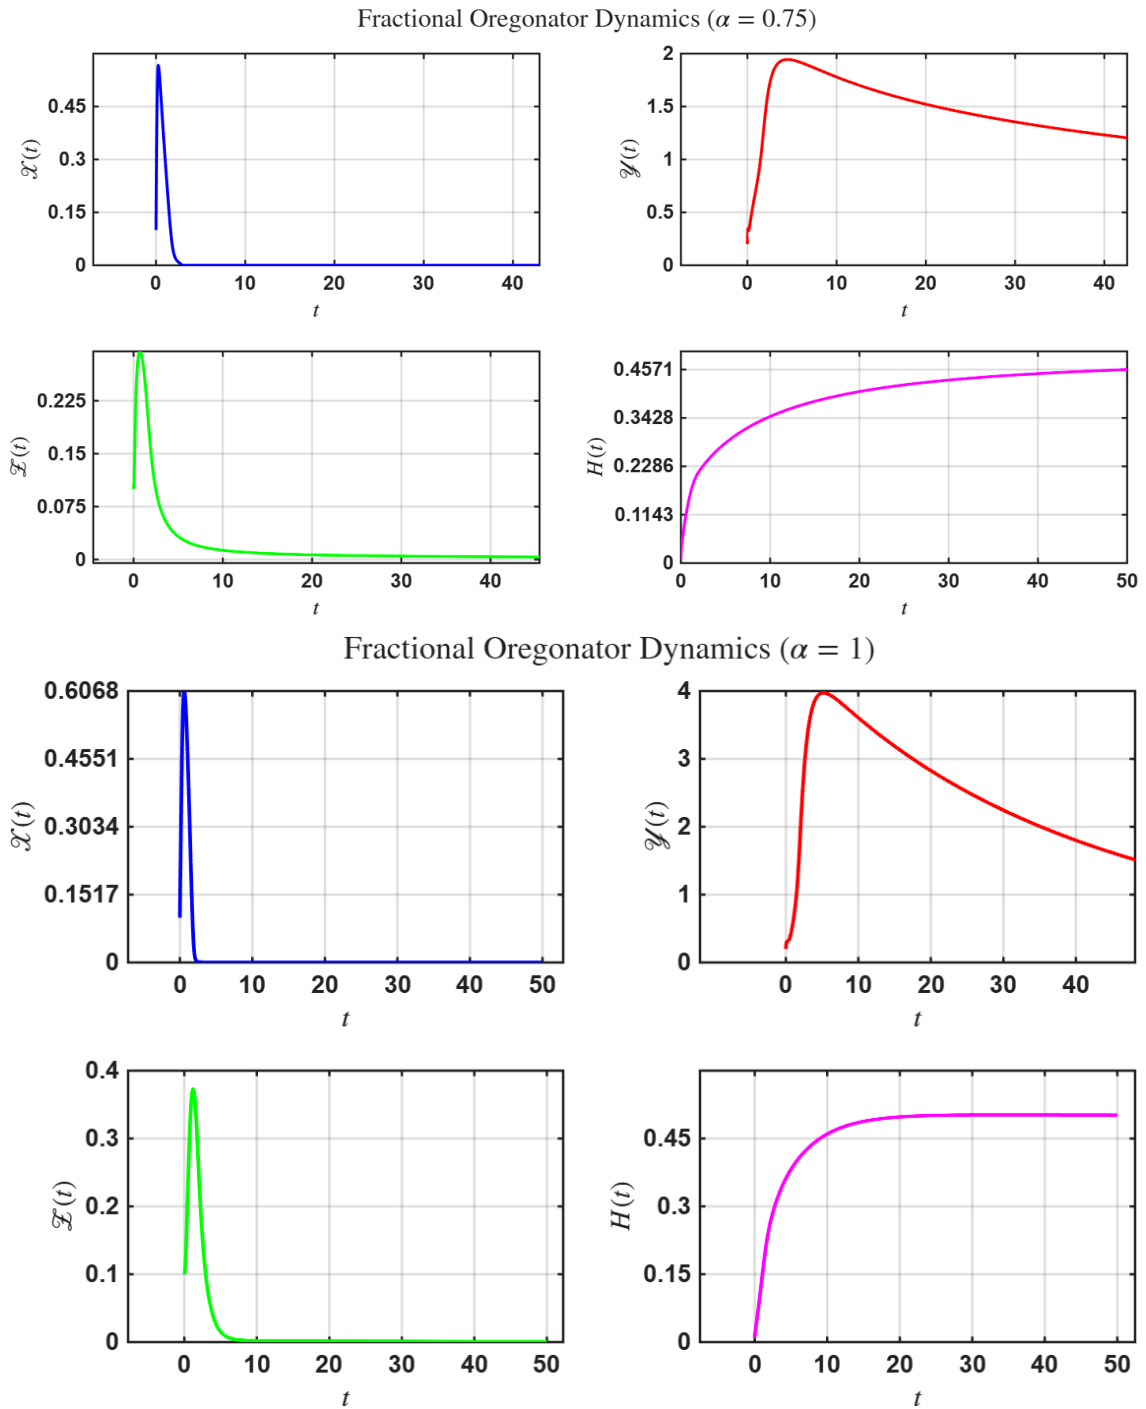 Fractional Oregonator Dynamics (α = 0.75)
𝒳(t)
0.45
0.3
0.15
0
0 10 20 30 40
t
𝒴(t)
2
1.5
1
0.5
0
0 10 20 30 40
t
𝒵(t)
0.225
0.15
0.075
0
0 10 20 30 40
t
H(t)
0.4571
0.3428
0.2286
0.1143
0
0 10 20 30 40 50
t
Fractional Oregonator Dynamics (α = 1)
𝒳(t)
0.6068
0.4551
0.3034
0.1517
0
0 10 20 30 40 50
t
𝒴(t)
4
3
2
1
0
0 10 20 30 40
t
𝒵(t)
0.4
0.3
0.2
0.1
0
0 10 20 30 40 50
t
H(t)
0.45
0.3
0.15
0
0 10 20 30 40 50
t